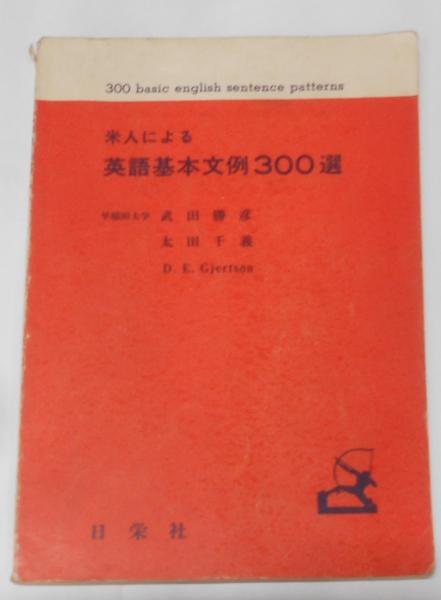 300 basic english sentence patterns
米人による
英語基本文例300選
早稲田大学 武田勝彦
太田千義
D. E. Gjertson
日栄社